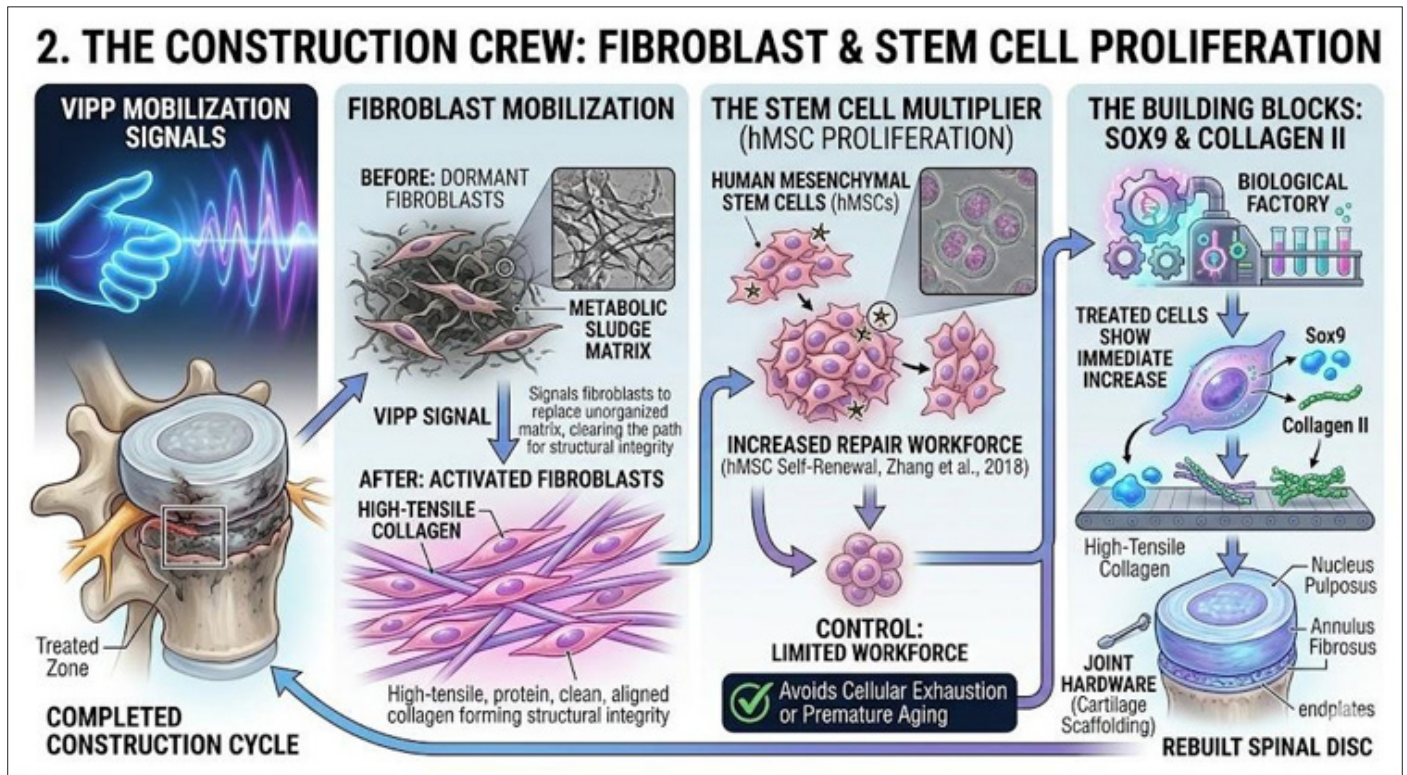 2. THE CONSTRUCTION CREW: FIBROBLAST & STEM CELL PROLIFERATION
VIPP MOBILIZATION
SIGNALS
Treated
Zone
COMPLETED
CONSTRUCTION CYCLE
FIBROBLAST MOBILIZATION
BEFORE: DORMANT
FIBROBLASTS
METABOLIC
SLUDGE
MATRIX
VIPP SIGNAL
Signals fibroblasts to
replace unorganized
matrix, clearing the path
for structural integrity
AFTER: ACTIVATED FIBROBLASTS
HIGH-TENSILE
COLLAGEN
High-tensile, protein, clean, aligned
collagen forming structural integrity
THE STEM CELL MULTIPLIER
(hMSC PROLIFERATION)
HUMAN MESENCHYMAL
STEM CELLS (hMSCs)
INCREASED REPAIR WORKFORCE
(hMSC Self-Renewal, Zhang et al., 2018)
CONTROL:
LIMITED WORKFORCE
Avoids Cellular Exhaustion
or Premature Aging
THE BUILDING BLOCKS:
SOX9 & COLLAGEN II
BIOLOGICAL
FACTORY
TREATED CELLS
SHOW
IMMEDIATE
INCREASE
Sox9
Collagen II
High-Tensile
Collagen
Nucleus
Pulposus
Annulus
Fibrosus
endplates
JOINT
HARDWARE
(Cartilage
Scaffolding)
REBUILT SPINAL DISC